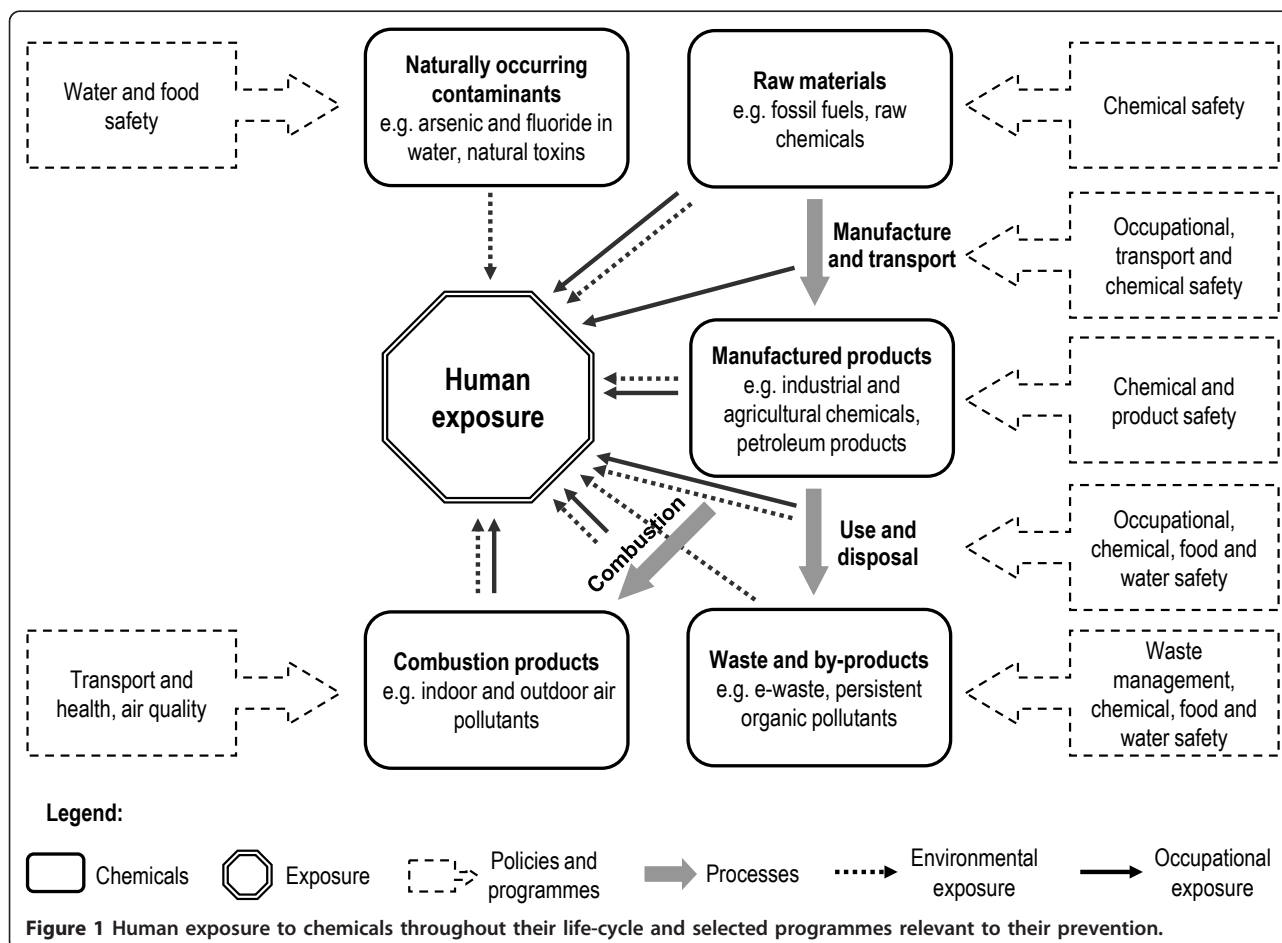 Water and food
safety
Naturally occurring
contaminants
e.g. arsenic and fluoride in
water, natural toxins
Raw materials
e.g. fossil fuels, raw
chemicals
Chemical safety
Manufacture
and transport
Occupational,
transport and
chemical safety
Human
exposure
Manufactured products
e.g. industrial and
agricultural chemicals,
petroleum products
Chemical and
product safety
Combustion
Use and
disposal
Occupational,
chemical, food and
water safety
Transport and
health, air quality
Combustion products
e.g. indoor and outdoor air
pollutants
Waste and by-products
e.g. e-waste, persistent
organic pollutants
Waste
management,
chemical, food and
water safety
Legend:
Chemicals
Exposure
Policies and
programmes
Processes
Environmental
exposure
Occupational
exposure
Figure 1 Human exposure to chemicals throughout their life-cycle and selected programmes relevant to their prevention.